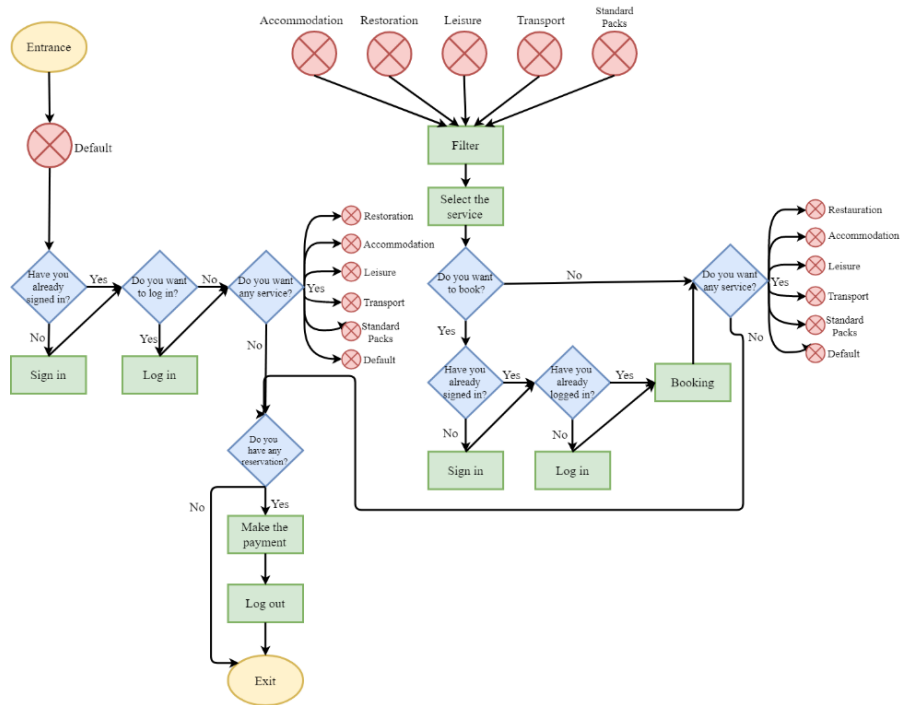 Accommodation
Restoration
Leisure
Transport
Standard
Packs
Entrance
Default
Filter
Select the
service
Restoration
Accommodation
Leisure
Transport
Standard
Packs
Default
Have you
already
signed in?
Yes
No
Sign in
Do you want
to log in?
No
Yes
Log in
Do you want
any service?
Yes
No
Do you want
to book?
No
Yes
Do you want
any service?
Yes
No
Restauration
Accommodation
Leisure
Transport
Standard
Packs
Default
Have you
already
signed in?
Yes
No
Sign in
Have you
already
logged in?
Yes
No
Log in
Booking
Do you
have any
reservation?
No
Yes
Make the
payment
Log out
Exit